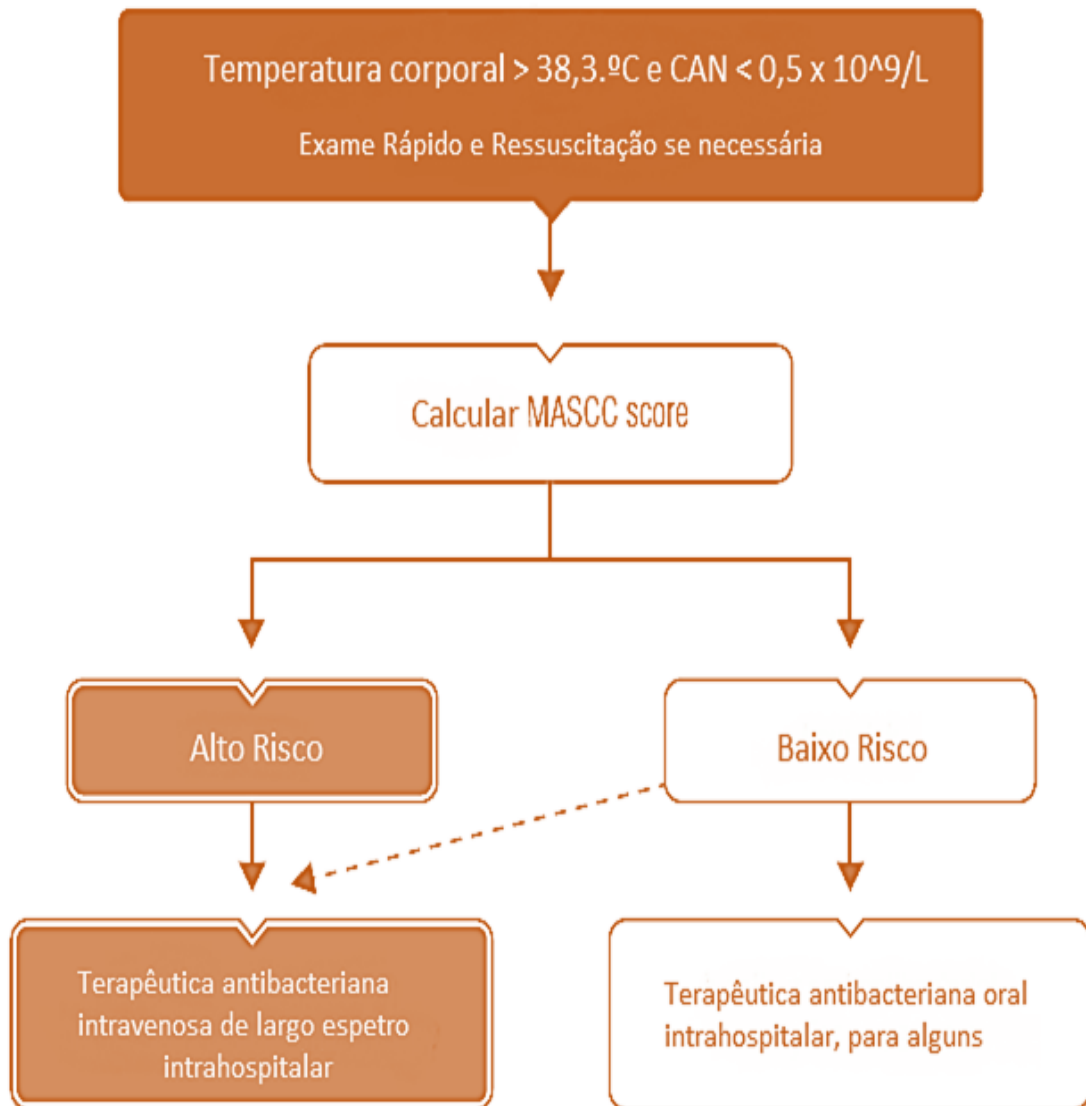 Temperatura corporal > 38,3.ºC e CAN < 0,5 x 10^9/L
Exame Rápido e Ressuscitação se necessária
Calcular MASCC score
Alto Risco
Baixo Risco
Terapêutica antibacteriana
intravenosa de largo espetro
intrahospitalar
Terapêutica antibacteriana oral
intrahospitalar, para alguns